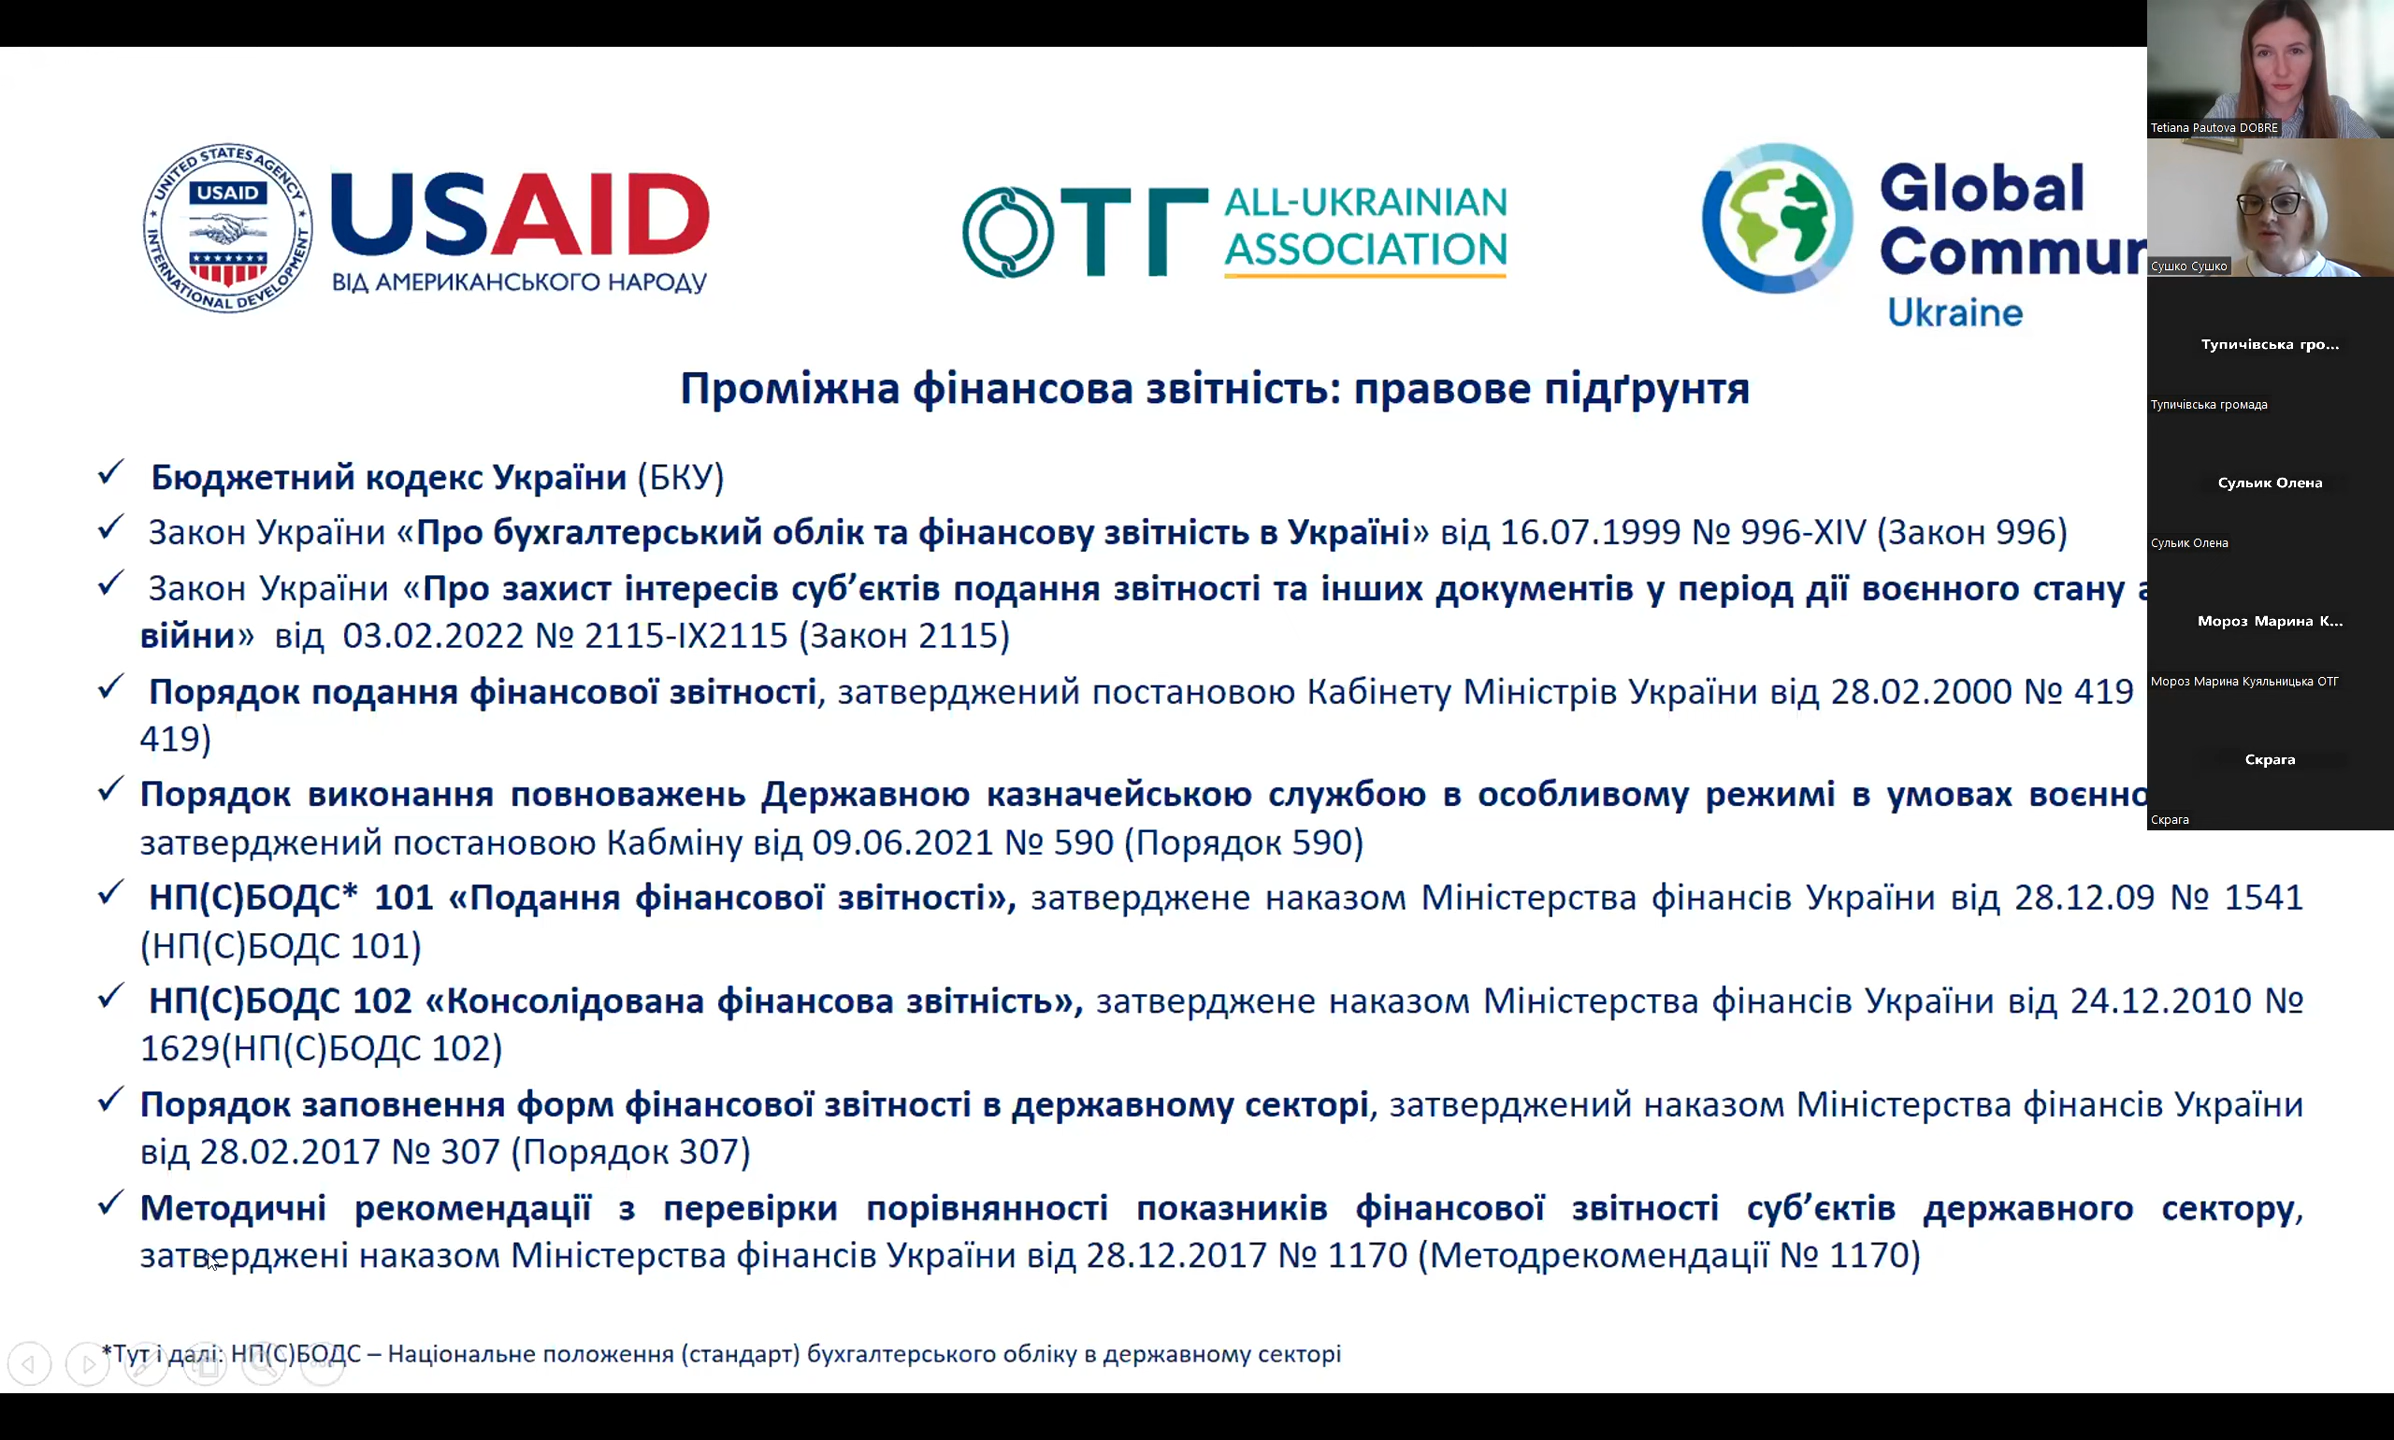 UNITED STATES AGENCY
USAID
INTERNATIONAL DEVELOPMENT
USAID
ВІД АМЕРИКАНСЬКОГО НАРОДУ
ОТГ ALL-UKRAINIAN
ASSOCIATION
Global
Commun
Ukraine
Проміжна фінансова звітність: правове підґрунтя
✓ Бюджетний кодекс України (БКУ)
✓ Закон України «Про бухгалтерський облік та фінансову звітність в Україні» від 16.07.1999 № 996-XIV (Закон 996)
✓ Закон України «Про захист інтересів суб’єктів подання звітності та інших документів у період дії воєнного стану а
війни» від 03.02.2022 № 2115-IX2115 (Закон 2115)
✓ Порядок подання фінансової звітності, затверджений постановою Кабінету Міністрів України від 28.02.2000 № 419
419)
✓ Порядок виконання повноважень Державною казначейською службою в особливому режимі в умовах воєнно
затверджений постановою Кабміну від 09.06.2021 № 590 (Порядок 590)
✓ НП(С)БОДС* 101 «Подання фінансової звітності», затверджене наказом Міністерства фінансів України від 28.12.09 № 1541
(НП(С)БОДС 101)
✓ НП(С)БОДС 102 «Консолідована фінансова звітність», затверджене наказом Міністерства фінансів України від 24.12.2010 №
1629(НП(С)БОДС 102)
✓ Порядок заповнення форм фінансової звітності в державному секторі, затверджений наказом Міністерства фінансів України
від 28.02.2017 № 307 (Порядок 307)
✓ Методичні рекомендації з перевірки порівнянності показників фінансової звітності суб’єктів державного сектору,
затверджені наказом Міністерства фінансів України від 28.12.2017 № 1170 (Методрекомендації № 1170)
*Тут і далі: НП(С)БОДС – Національне положення (стандарт) бухгалтерського обліку в державному секторі
Tetiana Pautova DOBRE
Сушко Сушко
Тупичівська гро...
Тупичівська громада
Сульик Олена
Сульик Олена
Мороз Марина К...
Мороз Марина Куяльницька ОТГ
Скрага
Скрага